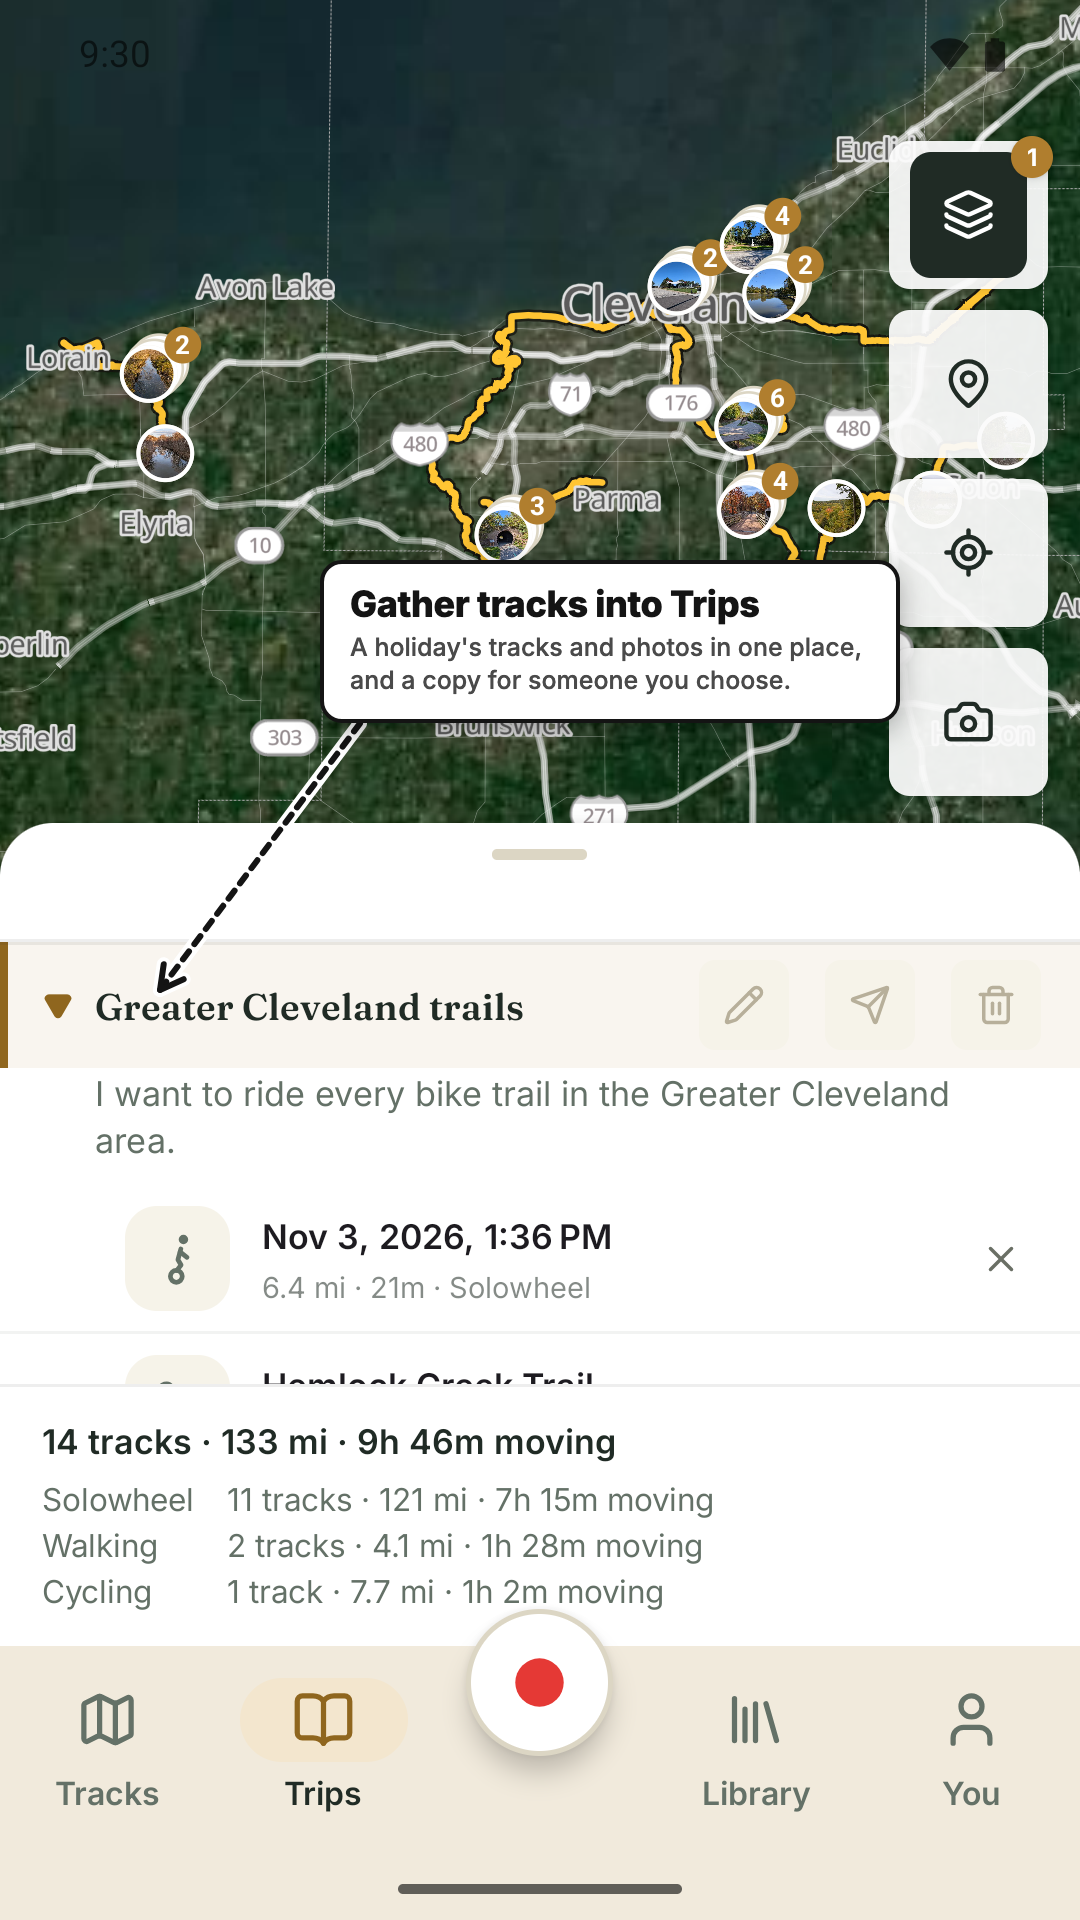 9:30
Euclid
1
4
2
2
Avon Lake
Cleveland
Lorain
2
71
176
6
480
480
4
Parma
3
Elyria
10
Gather tracks into Trips
A holiday's tracks and photos in one place,
and a copy for someone you choose.
Brunswick
303
271
Greater Cleveland trails
I want to ride every bike trail in the Greater Cleveland
area.
Nov 3, 2026, 1:36 PM
6.4 mi · 21m · Solowheel
Hemlock Creek Trail
14 tracks · 133 mi · 9h 46m moving
Solowheel 11 tracks · 121 mi · 7h 15m moving
Walking 2 tracks · 4.1 mi · 1h 28m moving
Cycling 1 track · 7.7 mi · 1h 2m moving
Tracks
Trips
Library
You